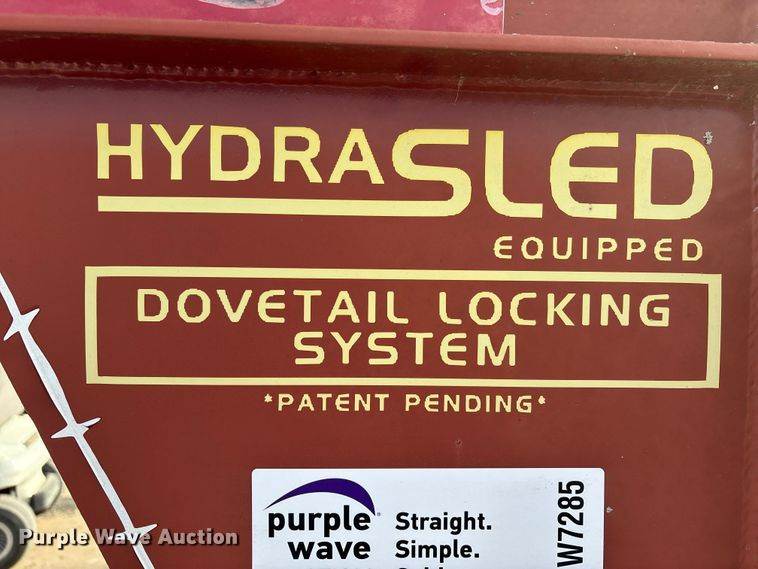 HYDRASLED
EQUIPPED
DOVETAIL LOCKING
SYSTEM
*PATENT PENDING*
purple
wave
Straight.
Simple.
W7285
Purple Wave Auction